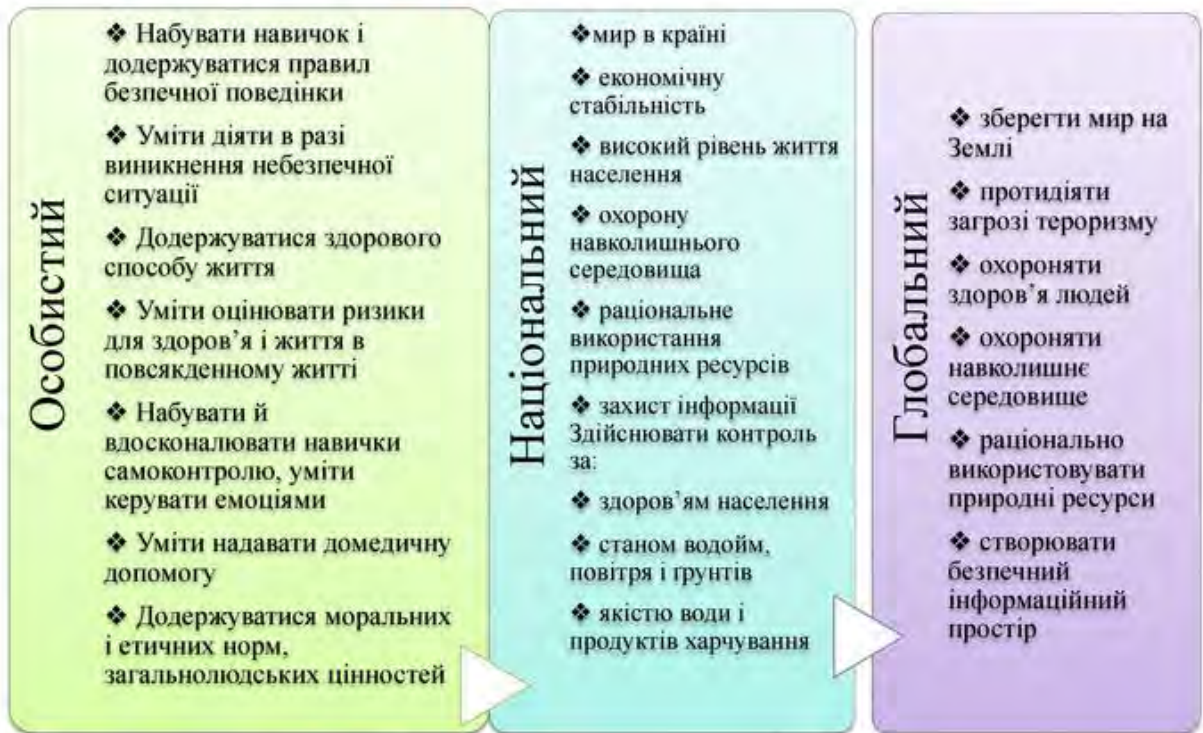 Особистий
❖ Набувати навичок і
додержуватися правил
безпечної поведінки
❖ Уміти діяти в разі
виникнення небезпечної
ситуації
❖ Додержуватися здорового
способу життя
❖ Уміти оцінювати ризики
для здоров’я і життя в
повсякденному житті
❖ Набувати й
вдосконалювати навички
самоконтролю, уміти
керувати емоціями
❖ Уміти надавати домедичну
допомогу
❖ Додержуватися моральних
і етичних норм,
загальнолюдських цінностей
Національний
❖мир в країні
❖ економічну
стабільність
❖ високий рівень життя
населення
❖ охорону
навколишнього
середовища
❖ раціональне
використання
природних ресурсів
❖ захист інформації
Здійснювати контроль
за:
❖ здоров’ям населення
❖ станом водойм,
повітря і ґрунтів
❖ якістю води і
продуктів харчування
Глобальний
❖ зберегти мир на
Землі
❖ протидіяти
загрозі тероризму
❖ охороняти
здоров’я людей
❖ охороняти
навколишнє
середовище
❖ раціонально
використовувати
природні ресурси
❖ створювати
безпечний
інформаційний
простір